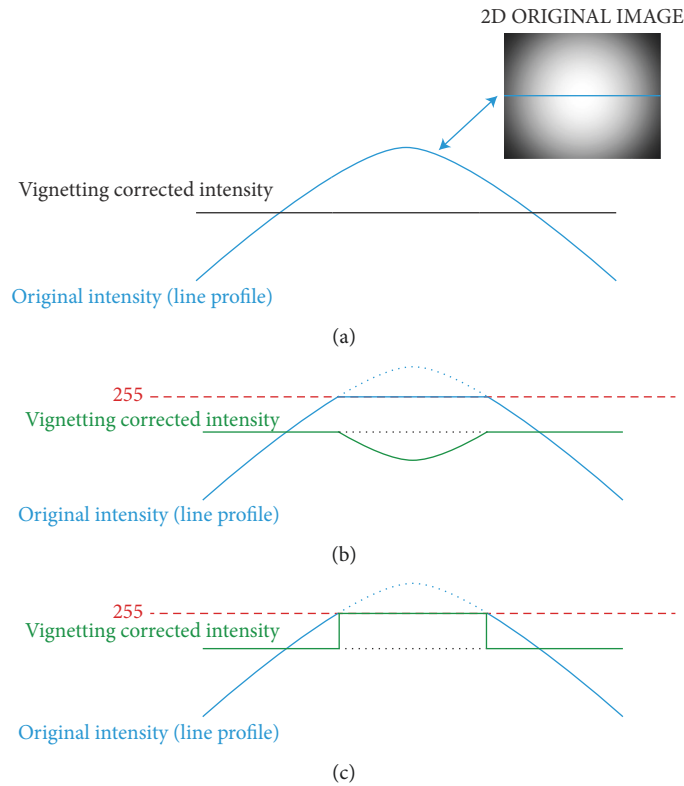 2D ORIGINAL IMAGE
Vignetting corrected intensity
Original intensity (line profile)
(a)
255
Vignetting corrected intensity
Original intensity (line profile)
(b)
255
Vignetting corrected intensity
Original intensity (line profile)
(c)